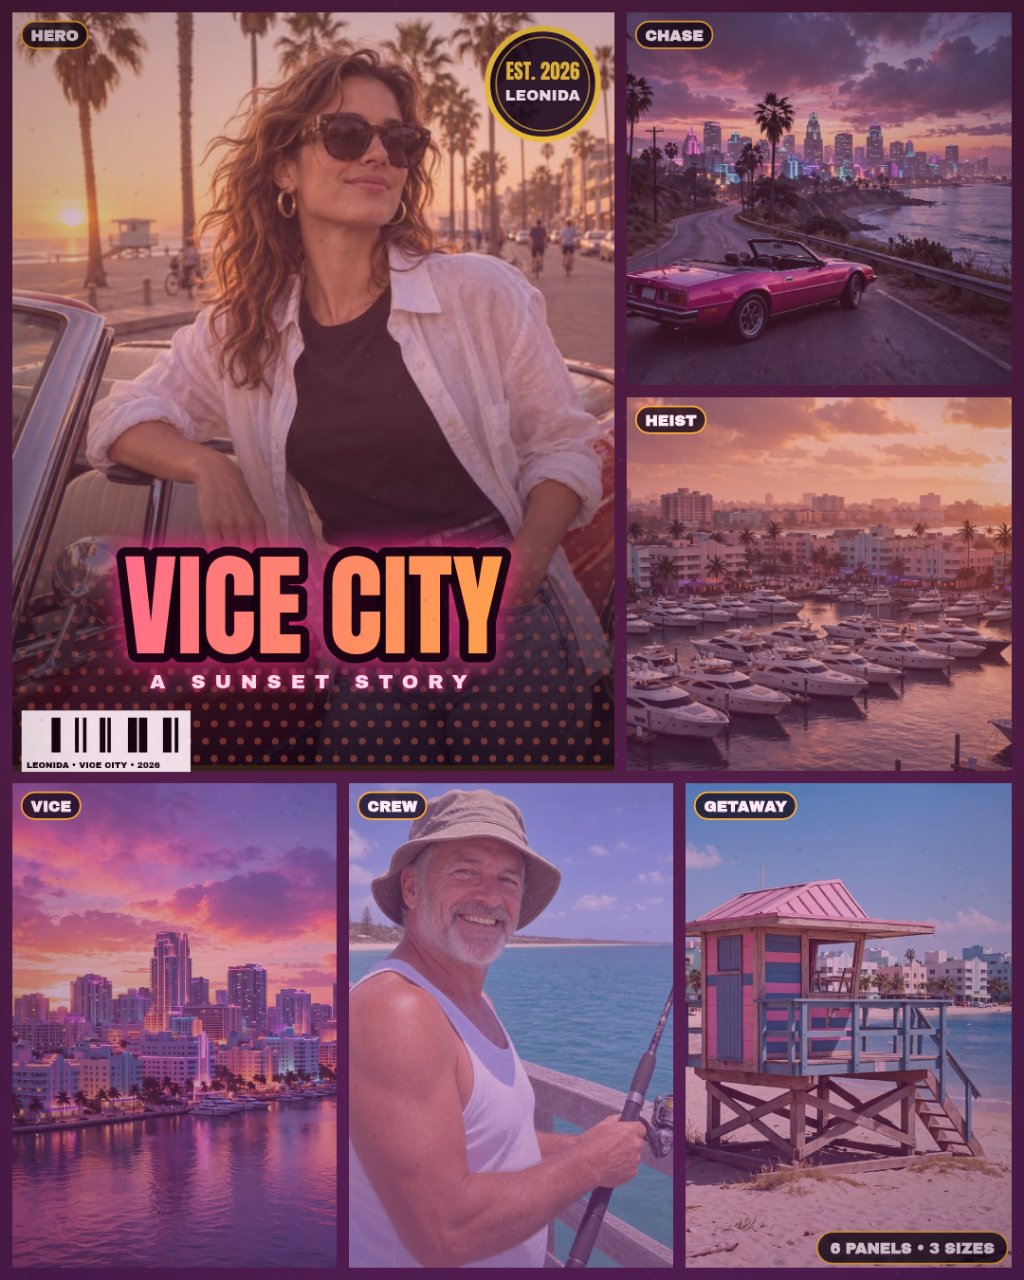 HERO
EST. 2026
LEONIDA
CHASE
HEIST
VICE CITY
A SUNSET STORY
LEONIDA • VICE CITY • 2026
VICE
CREW
GETAWAY
6 PANELS • 3 SIZES